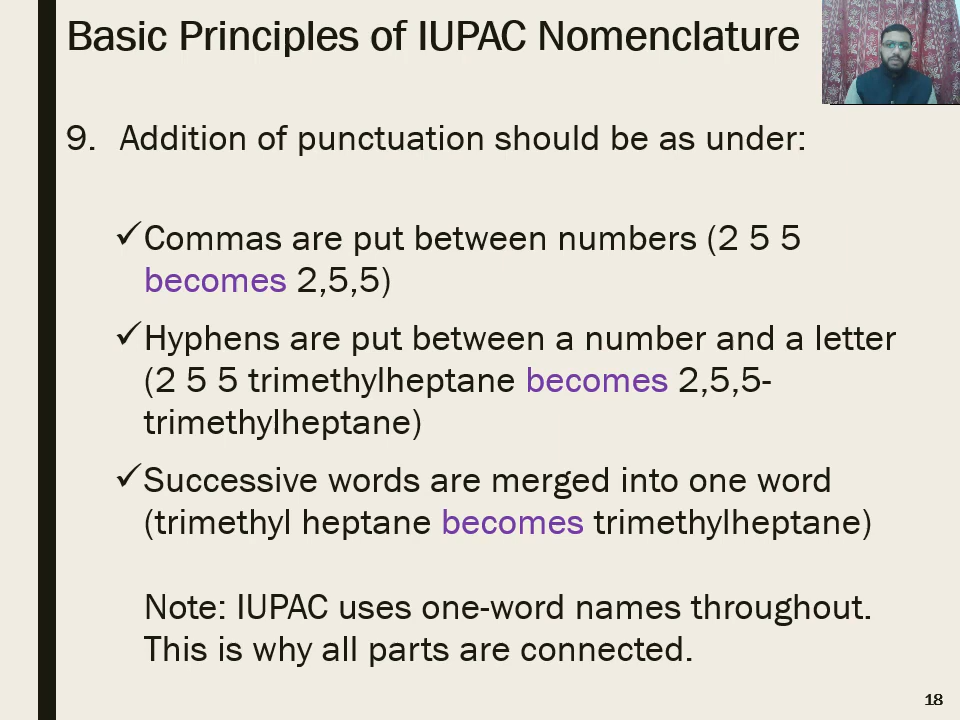 Basic Principles of IUPAC Nomenclature
9. Addition of punctuation should be as under:
✓Commas are put between numbers (2 5 5
becomes 2,5,5)
✓Hyphens are put between a number and a letter
(2 5 5 trimethylheptane becomes 2,5,5-
trimethylheptane)
✓Successive words are merged into one word
(trimethyl heptane becomes trimethylheptane)
Note: IUPAC uses one-word names throughout.
This is why all parts are connected.
18